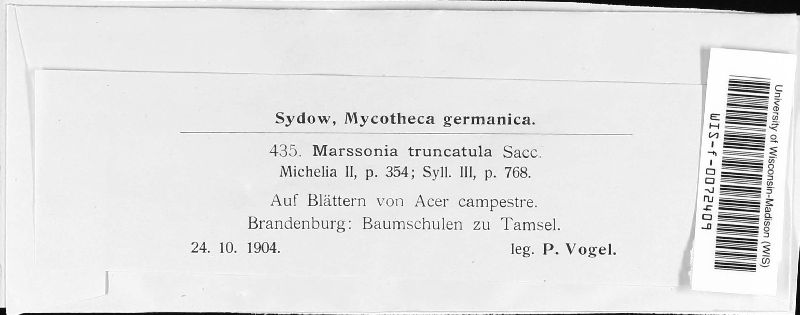 Sydow, Mycotheca germanica.
435. Marssonia truncatula Sacc.
Michelia II, p. 354; Syll. III, p. 768.
Auf Blättern von Acer campestre.
Brandenburg: Baumschulen zu Tamsel.
24. 10. 1904. leg. P. Vogel.
University of Wisconsin-Madison (WIS)
WIS-f-0072409